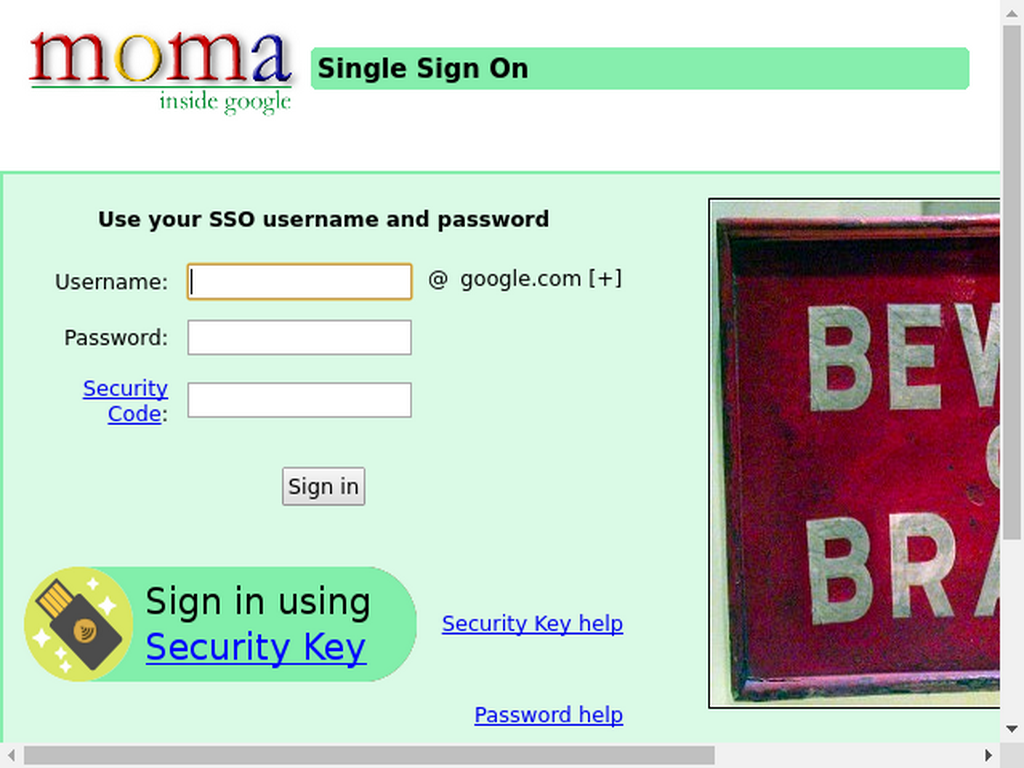 moma
inside google
Single Sign On
Use your SSO username and password
Username:
@ google.com [+]
Password:
Security
Code:
Sign in
Sign in using
Security Key
Security Key help
Password help
BEW
BRA